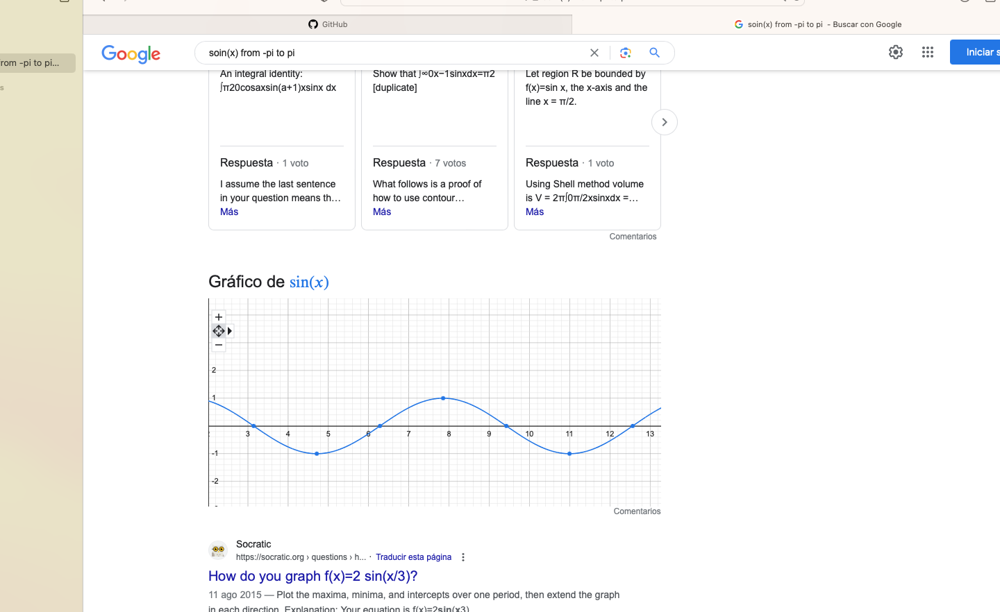 GitHub
soin(x) from -pi to pi - Buscar con Google
rom -pi to pi...
s
Google
soin(x) from -pi to pi
Iniciar s
An integral identity:
∫π20cosaxsin(a+1)xsinx dx
Respuesta · 1 voto
I assume the last sentence
in your question means th...
Más
Show that ∫∞0x−1sinxdx=π2
[duplicate]
Respuesta · 7 votos
What follows is a proof of
how to use contour...
Más
Let region R be bounded by
f(x)=sin x, the x-axis and the
line x = π/2.
Respuesta · 1 voto
Using Shell method volume
is V = 2π∫0π/2xsinxdx =...
Más
Comentarios
Gráfico de sin(x)
2
1
3 4 5 6 7 8 9 10 11 12 13
-1
-2
Comentarios
Socratic
https://socratic.org › questions › h... · Traducir esta página
How do you graph f(x)=2 sin(x/3)?
11 ago 2015 — Plot the maxima, minima, and intercepts over one period, then extend the graph
in each direction. Explanation: Your equation is f(x)=2sin(x3)